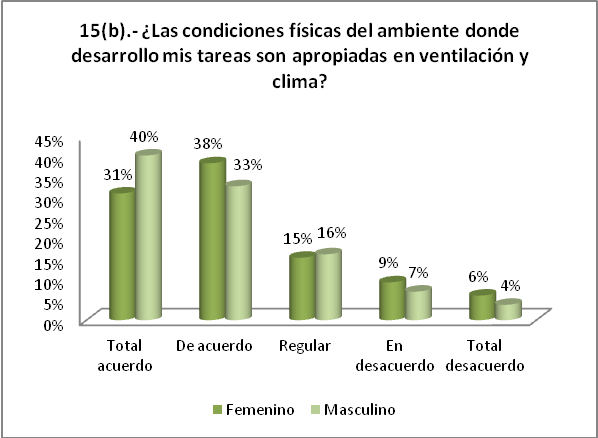 15(b).- ¿Las condiciones físicas del ambiente donde
desarrollo mis tareas son apropiadas en ventilación y
clima?
45%
40%
35%
30%
25%
20%
15%
10%
5%
0%
31%
40%
38%
33%
15%
16%
9%
7%
6%
4%
Total
acuerdo
De acuerdo
Regular
En
desacuerdo
Total
desacuerdo
Femenino
Masculino